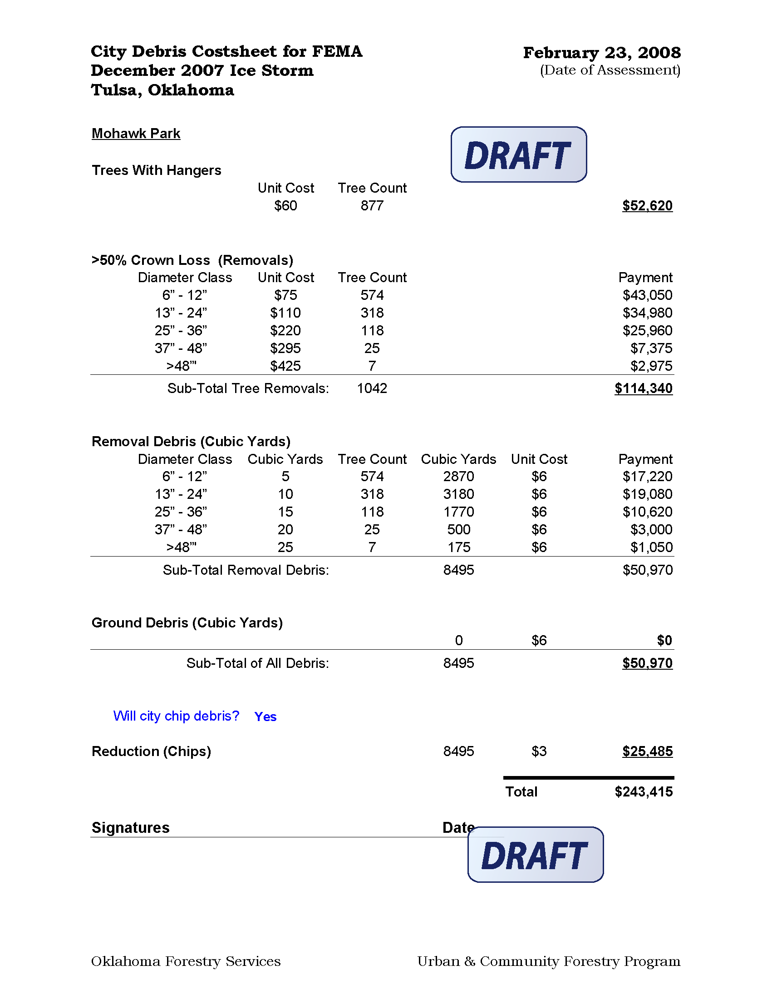 City Debris Costsheet for FEMA
December 2007 Ice Storm
Tulsa, Oklahoma
February 23, 2008
(Date of Assessment)
Mohawk Park
DRAFT
Trees With Hangers
Unit Cost Tree Count
$60 877 $52,620
>50% Crown Loss (Removals)
Diameter Class Unit Cost Tree Count Payment
6” - 12” $75 574 $43,050
13” - 24” $110 318 $34,980
25” - 36” $220 118 $25,960
37” - 48” $295 25 $7,375
>48”' $425 7 $2,975
Sub-Total Tree Removals: 1042 $114,340
Removal Debris (Cubic Yards)
Diameter Class Cubic Yards Tree Count Cubic Yards Unit Cost Payment
6” - 12” 5 574 2870 $6 $17,220
13” - 24” 10 318 3180 $6 $19,080
25” - 36” 15 118 1770 $6 $10,620
37” - 48” 20 25 500 $6 $3,000
>48”' 25 7 175 $6 $1,050
Sub-Total Removal Debris: 8495 $50,970
Ground Debris (Cubic Yards)
0 $6 $0
Sub-Total of All Debris: 8495 $50,970
Will city chip debris? Yes
Reduction (Chips) 8495 $3 $25,485
Total $243,415
Signatures Date
DRAFT
Oklahoma Forestry Services Urban & Community Forestry Program